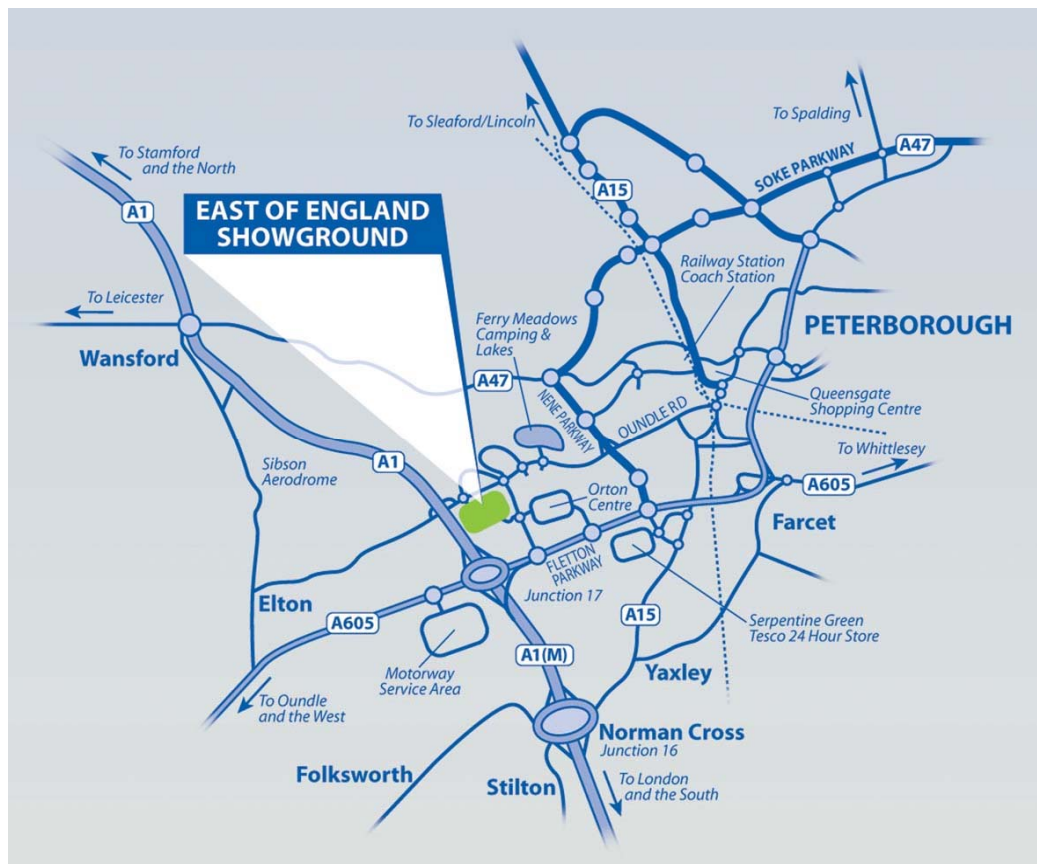 To Sleaford/Lincoln
To Spalding
A47
SOKE PARKWAY
To Stamford
and the North
A15
A1
EAST OF ENGLAND
SHOWGROUND
Railway Station
Coach Station
To Leicester
Ferry Meadows
Camping &
Lakes
PETERBOROUGH
Wansford
A47
NENE PARKWAY
OUNDLE RD
Queensgate
Shopping Centre
To Whittlesey
A1
Sibson
Aerodrome
A605
Orton
Centre
Farcet
FLETTON
PARKWAY
Junction 17
Elton
A605
A15
Serpentine Green
Tesco 24 Hour Store
A1(M)
Motorway
Service Area
Yaxley
To Oundle
and the West
Norman Cross
Junction 16
Folksworth
Stilton
To London
and the South